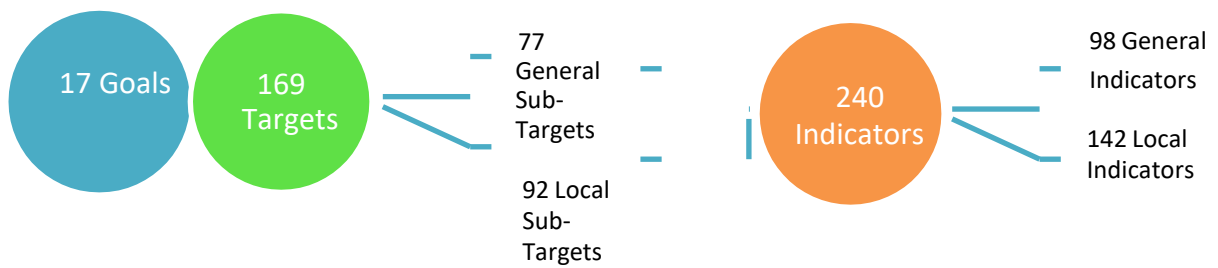 17 Goals
169
Targets
77
General
Sub-
Targets
92 Local
Sub-
Targets
240
Indicators
98 General
Indicators
142 Local
Indicators